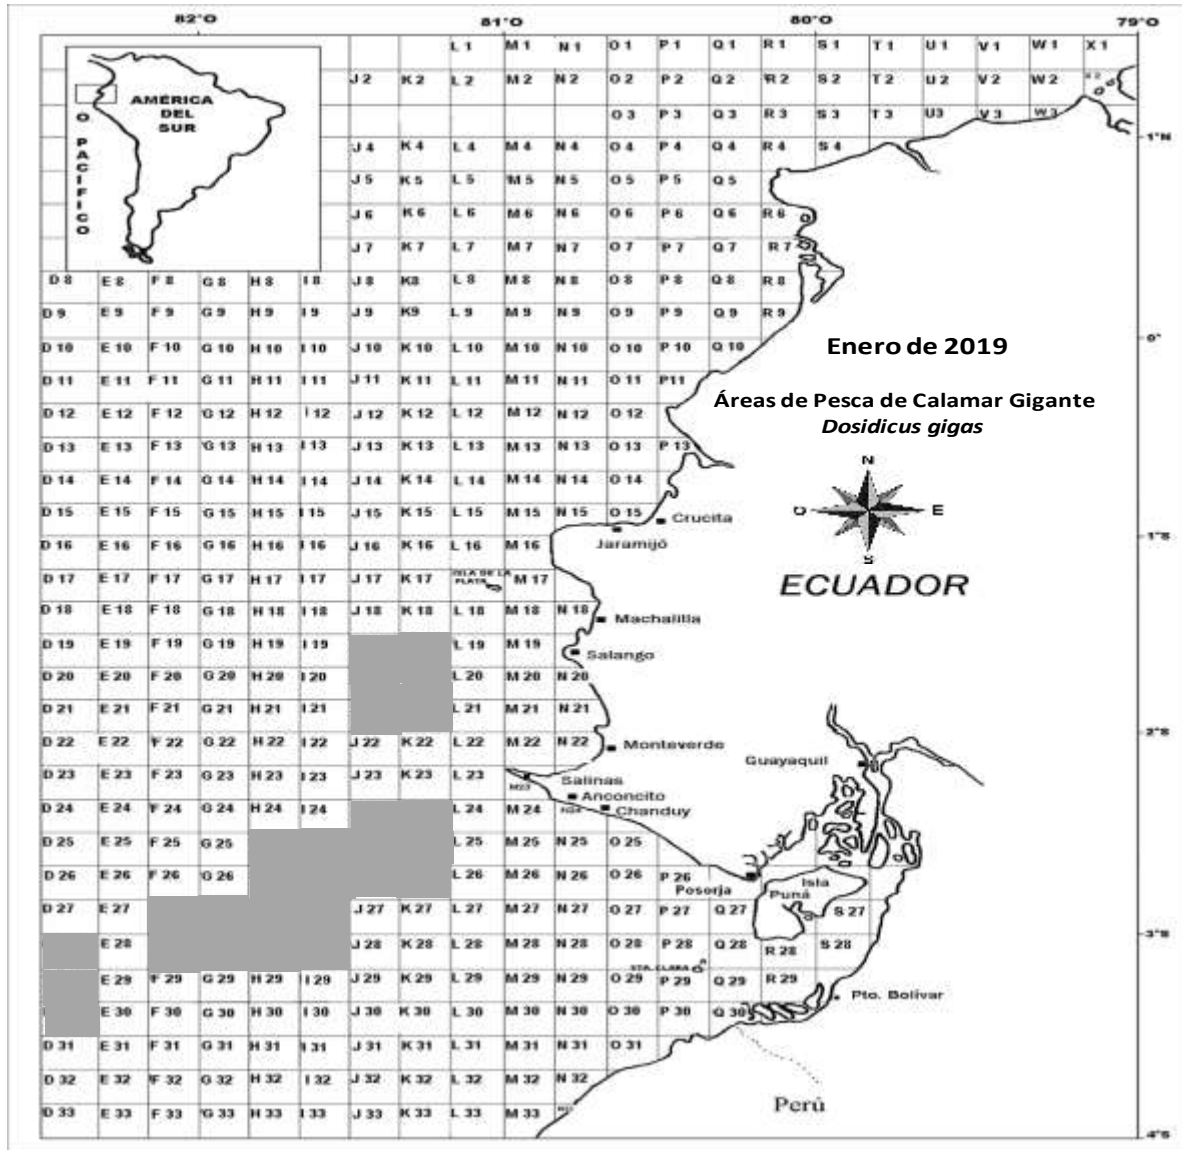 82°O 81°O 80°O 79°O
L 1 M 1 N 1 O 1 P 1 Q 1 R 1 S 1 T 1 U 1 V 1 W 1 X 1
J 2 K 2 L 2 M 2 N 2 O 2 P 2 Q 2 R 2 S 2 T 2 U 2 V 2 W 2 X 2
AMÉRICA
DEL
SUR
O PACIFICO
O 3 P 3 Q 3 R 3 S 3 T 3 U3 V 3 W 3
1°N
J 4 K 4 L 4 M 4 N 4 O 4 P 4 Q 4 R 4 S 4
J 5 K 5 L 5 M 5 N 5 O 5 P 5 Q 5
J 6 K 6 L 6 M 6 N 6 O 6 P 6 Q 6 R 6
J 7 K 7 L 7 M 7 N 7 O 7 P 7 Q 7 R 7
D 8 E 8 F 8 G 8 H 8 I 8 J 8 K8 L 8 M 8 N 8 O 8 P 8 Q 8 R 8
D 9 E 9 F 9 G 9 H 9 I 9 J 9 K9 L 9 M 9 N 9 O 9 P 9 Q 9 R 9
D 10 E 10 F 10 G 10 H 10 I 10 J 10 K 10 L 10 M 10 N 10 O 10 P 10 Q 10
0°
Enero de 2019
D 11 E 11 F 11 G 11 H 11 I 11 J 11 K 11 L 11 M 11 N 11 O 11 P11
Áreas de Pesca de Calamar Gigante
Dosidicus gigas
D 12 E 12 F 12 G 12 H 12 I 12 J 12 K 12 L 12 M 12 N 12 O 12
D 13 E 13 F 13 G 13 H 13 I 13 J 13 K 13 L 13 M 13 N 13 O 13 P 13
N
D 14 E 14 F 14 G 14 H 14 I 14 J 14 K 14 L 14 M 14 N 14 O 14
O E
S
D 15 E 15 F 15 G 15 H 15 I 15 J 15 K 15 L 15 M 15 N 15 O 15 Crucita
Jaramijó
1°S
D 16 E 16 F 16 G 16 H 16 I 16 J 16 K 16 L 16 M 16
D 17 E 17 F 17 G 17 H 17 I 17 J 17 K 17 ISLA DE LA PLATA M 17
ECUADOR
D 18 E 18 F 18 G 18 H 18 I 18 J 18 K 18 L 18 M 18 N 18 Machalilla
D 19 E 19 F 19 G 19 H 19 I 19 L 19 M 19 Salango
D 20 E 20 F 20 G 20 H 20 I 20 L 20 M 20 N 20
D 21 E 21 F 21 G 21 H 21 I 21 L 21 M 21 N 21
2°S
D 22 E 22 F 22 G 22 H 22 I 22 J 22 K 22 L 22 M 22 N 22 Monteverde
Guayaquil
D 23 E 23 F 23 G 23 H 23 I 23 J 23 K 23 L 23 M23 Salinas
Anconcito
D 24 E 24 F 24 G 24 H 24 I 24 L 24 M 24 N24 Chanduy
D 25 E 25 F 25 G 25 L 25 M 25 N 25 O 25
D 26 E 26 F 26 G 26 L 26 M 26 N 26 O 26 P 26
Posorja
Isla
Puná
D 27 E 27 J 27 K 27 L 27 M 27 N 27 O 27 P 27 Q 27 S 27
3°S
E 28 J 28 K 28 L 28 M 28 N 28 O 28 P 28 Q 28 R 28 S 28
STA. CLARA
E 29 F 29 G 29 H 29 I 29 J 29 K 29 L 29 M 29 N 29 O 29 P 29 Q 29 R 29
Pto. Bolívar
E 30 F 30 G 30 H 30 I 30 J 30 K 30 L 30 M 30 N 30 O 30 P 30 Q 30
D 31 E 31 F 31 G 31 H 31 I 31 J 31 K 31 L 31 M 31 N 31 O 31
D 32 E 32 F 32 G 32 H 32 I 32 J 32 K 32 L 32 M 32 N 32
D 33 E 33 F 33 G 33 H 33 I 33 J 33 K 33 L 33 M 33
Perú
4°S